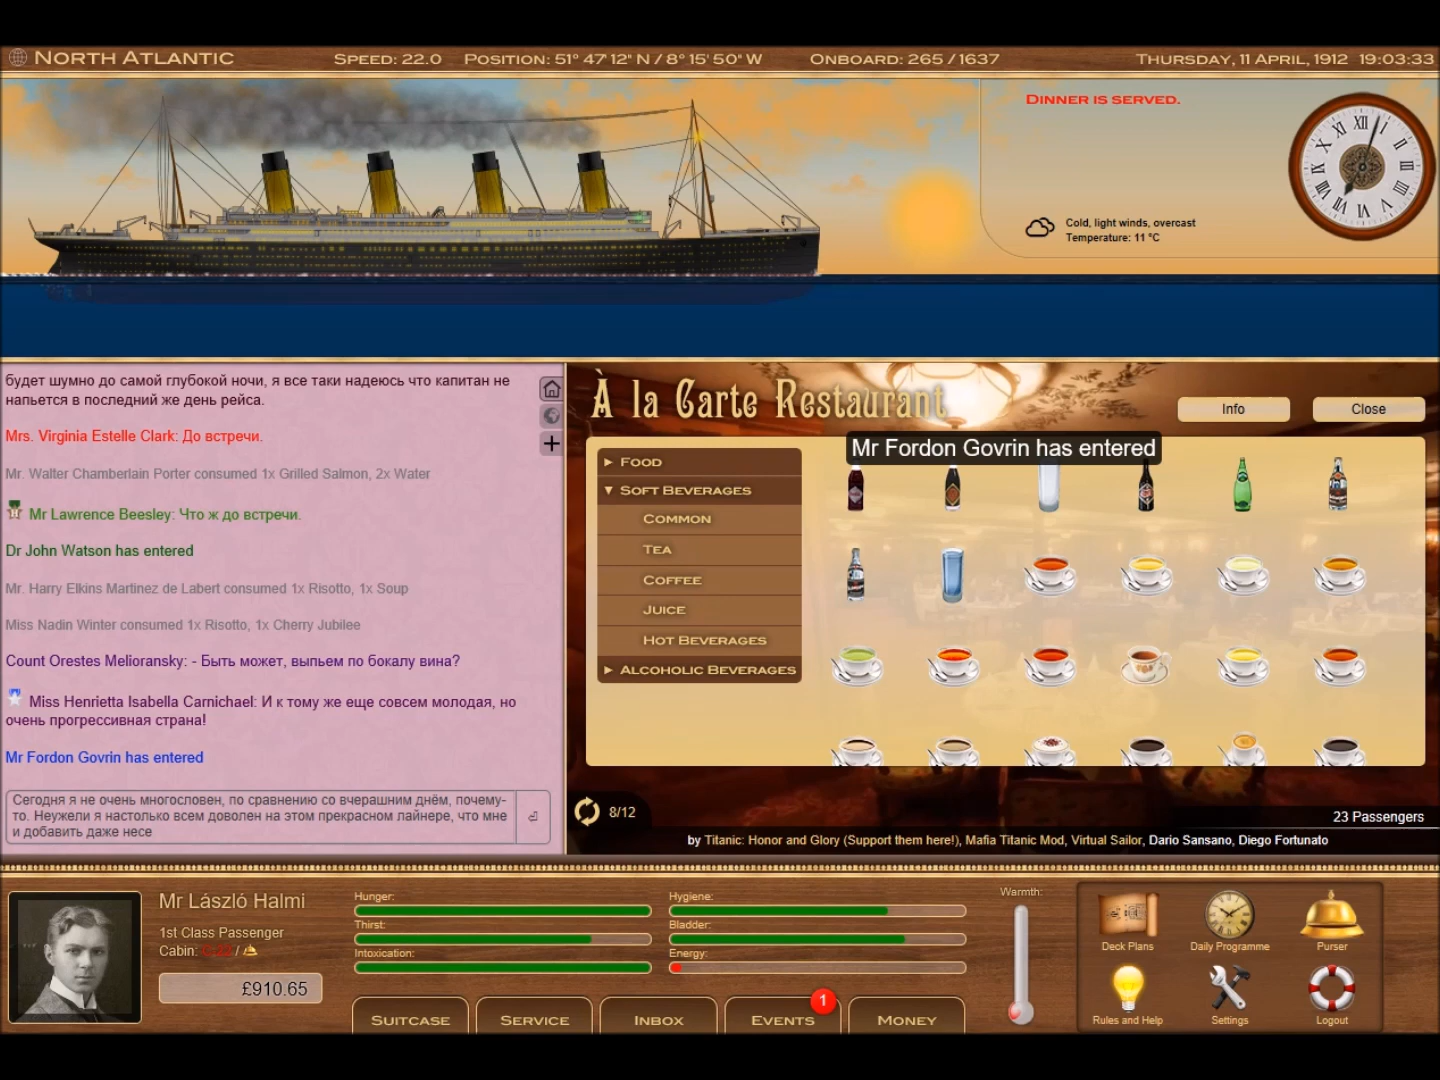 NORTH ATLANTIC
SPEED: 22.0
POSITION: 51° 47' 12" N / 8° 15' 50" W
ONBOARD: 265 / 1637
THURSDAY, 11 APRIL, 1912 19:03:33
DINNER IS SERVED.
XII I II III IIII V VI VII VIII IX X XI
Cold, light winds, overcast
Temperature: 11 °C
будет шумно до самой глубокой ночи, я все таки надеюсь что капитан не
напьется в последний же день рейса.
Mrs. Virginia Estelle Clark: До встречи.
Mr. Walter Chamberlain Porter consumed 1x Grilled Salmon, 2x Water
Mr Lawrence Beesley: Что ж до встречи.
Dr John Watson has entered
Mr. Harry Elkins Martinez de Labert consumed 1x Risotto, 1x Soup
Miss Nadin Winter consumed 1x Risotto, 1x Cherry Jubilee
Count Orestes Melioransky: - Быть может, выпьем по бокалу вина?
Miss Henrietta Isabella Carnichael: И к тому же еще совсем молодая, но
очень прогрессивная страна!
Mr Fordon Govrin has entered
Сегодня я не очень многословен, по сравнению со вчерашним днём, почему-
то. Неужели я настолько всем доволен на этом прекрасном лайнере, что мне
и добавить даже несе
À la Carte Restaurant
Info
Close
Mr Fordon Govrin has entered
FOOD
SOFT BEVERAGES
COMMON
TEA
COFFEE
JUICE
HOT BEVERAGES
ALCOHOLIC BEVERAGES
8/12
23 Passengers
by Titanic: Honor and Glory (Support them here!), Mafia Titanic Mod, Virtual Sailor, Dario Sansano, Diego Fortunato
Mr László Halmi
1st Class Passenger
Cabin: /
£910.65
Hunger:
Thirst:
Intoxication:
Hygiene:
Bladder:
Energy:
Warmth:
SUITCASE
SERVICE
INBOX
EVENTS
1
MONEY
Deck Plans
Daily Programme
Purser
Rules and Help
Settings
Logout